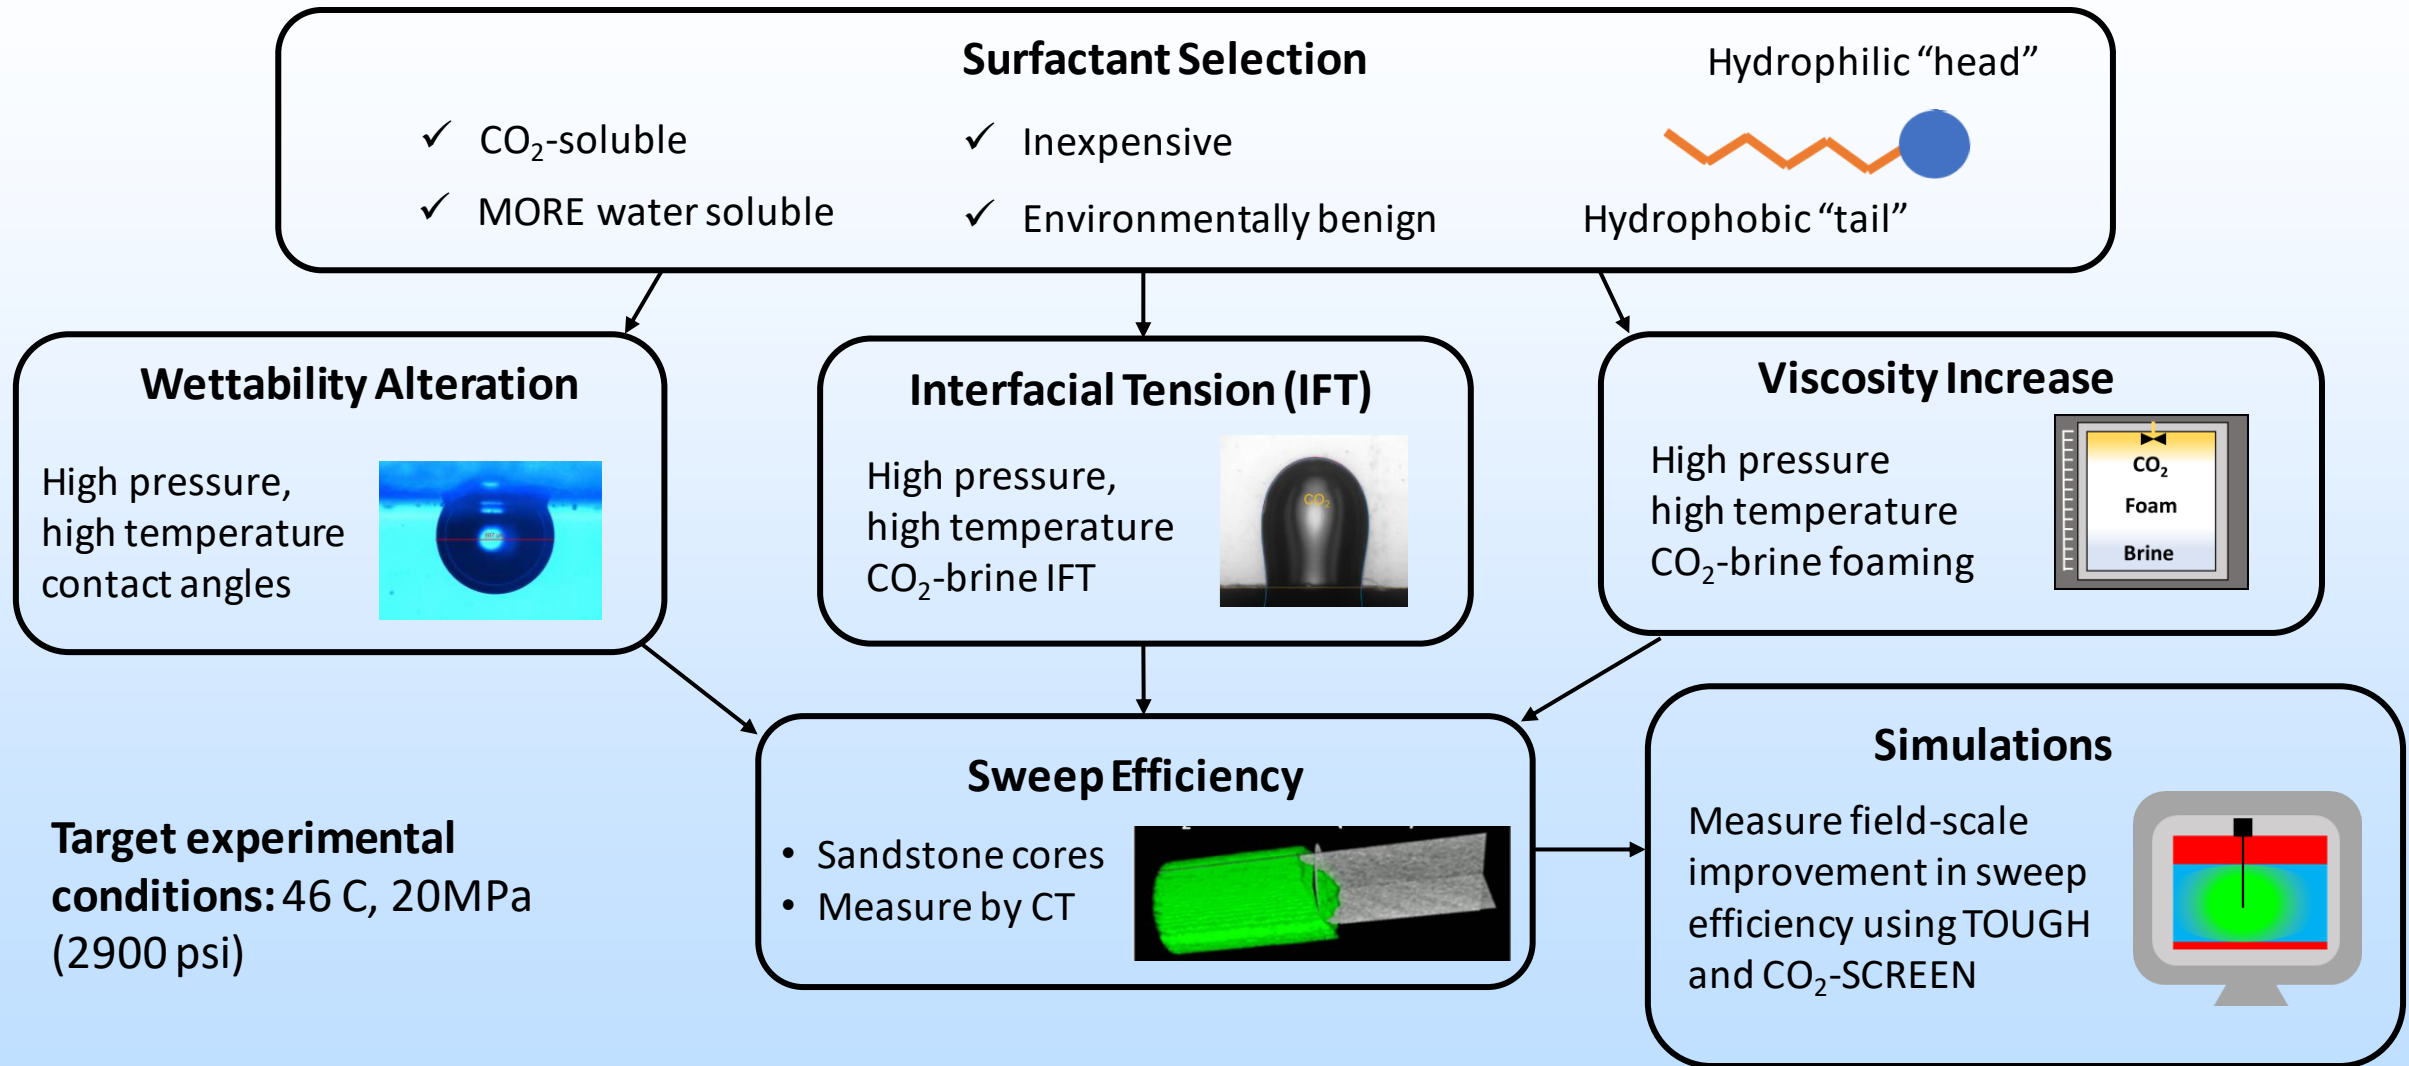 Surfactant Selection
✓ CO₂-soluble
✓ MORE water soluble
✓ Inexpensive
✓ Environmentally benign
Hydrophilic “head”
Hydrophobic “tail”
Wettability Alteration
High pressure,
high temperature
contact angles
Interfacial Tension (IFT)
High pressure,
high temperature
CO₂-brine IFT
CO₂
Viscosity Increase
High pressure
high temperature
CO₂-brine foaming
CO₂
Foam
Brine
Target experimental
conditions: 46 C, 20MPa
(2900 psi)
Sweep Efficiency
• Sandstone cores
• Measure by CT
Simulations
Measure field-scale
improvement in sweep
efficiency using TOUGH
and CO₂-SCREEN